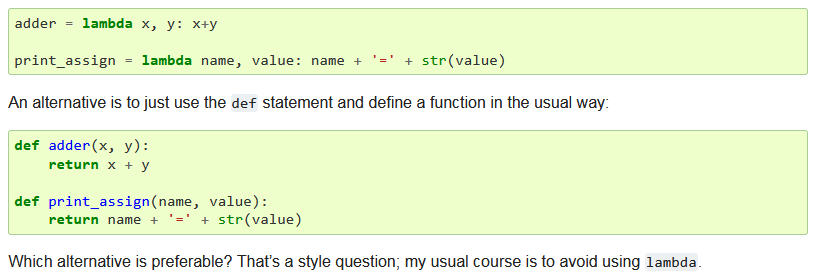 adder = lambda x, y: x+y
print_assign = lambda name, value: name + '=' + str(value)
An alternative is to just use the def statement and define a function in the usual way:
def adder(x, y):
    return x + y
def print_assign(name, value):
    return name + '=' + str(value)
Which alternative is preferable? That’s a style question; my usual course is to avoid using lambda.